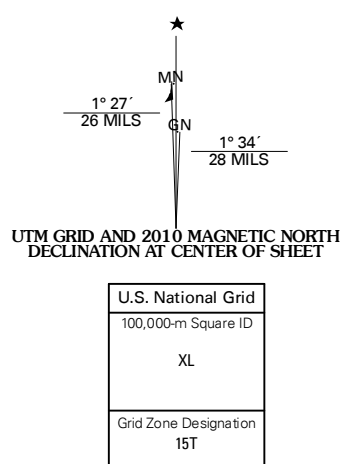 MN
1° 27´
26 MILS
GN
1° 34´
28 MILS
UTM GRID AND 2010 MAGNETIC NORTH
DECLINATION AT CENTER OF SHEET
U.S. National Grid
100,000-m Square ID
XL
Grid Zone Designation
15T